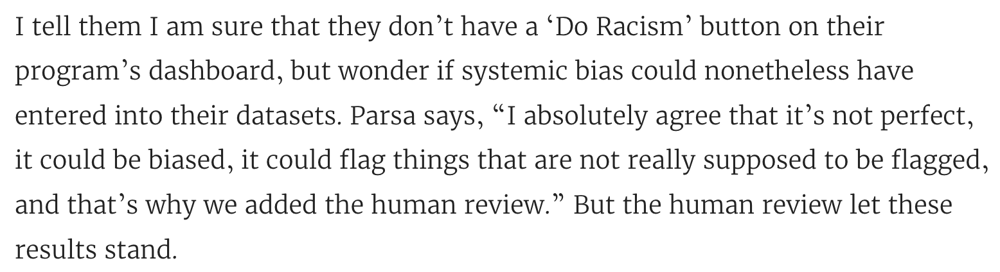 I tell them I am sure that they don’t have a ‘Do Racism’ button on their
program’s dashboard, but wonder if systemic bias could nonetheless have
entered into their datasets. Parsa says, “I absolutely agree that it’s not perfect,
it could be biased, it could flag things that are not really supposed to be flagged,
and that’s why we added the human review.” But the human review let these
results stand.